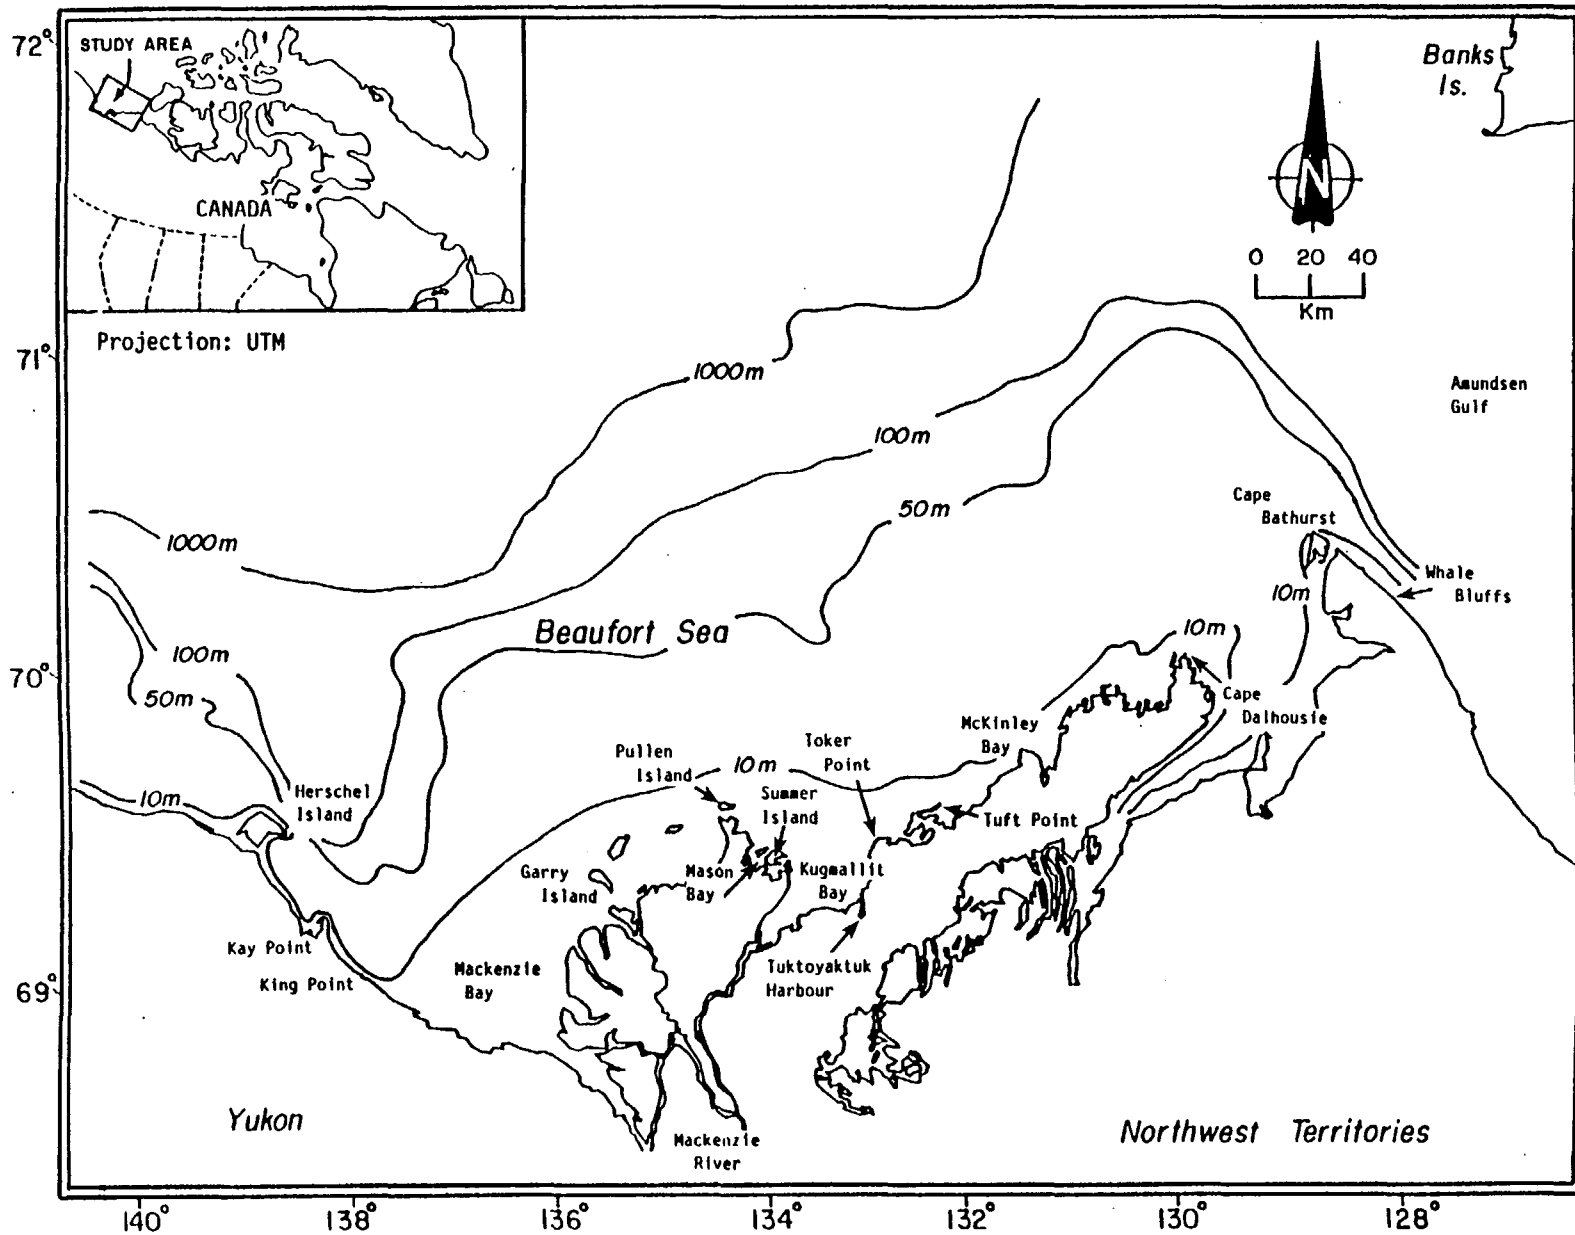 72°
STUDY AREA
CANADA
Projection: UTM
Banks
Is.
N
0 20 40
Km
71°
1000m
Amundsen
Gulf
100m
50m
Cape
Bathurst
1000m
Whale
Bluffs
10m
Beaufort Sea
10m
100m
70°
50m
Cape
Dalhousie
McKinley
Bay
Toker
Point
Pullen
Island
10m
Summer
Island
Herschel
Island
10m
Tuft Point
Garry
Island
Mason
Bay
Kugmallit
Bay
Kay Point
King Point
Mackenzie
Bay
Tuktoyaktuk
Harbour
69°
Yukon
Mackenzie
River
Northwest Territories
140° 138° 136° 134° 132° 130° 128°